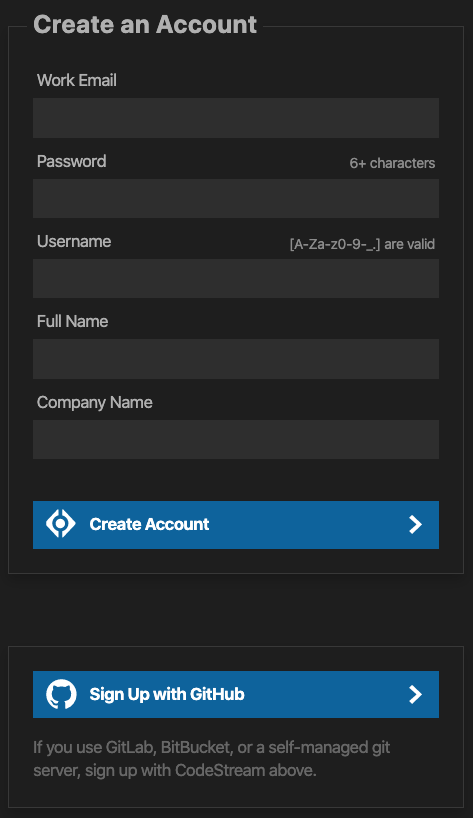 Create an Account
Work Email
Password 6+ characters
Username [A-Za-z0-9-_.] are valid
Full Name
Company Name
Create Account
Sign Up with GitHub
If you use GitLab, BitBucket, or a self-managed git
server, sign up with CodeStream above.